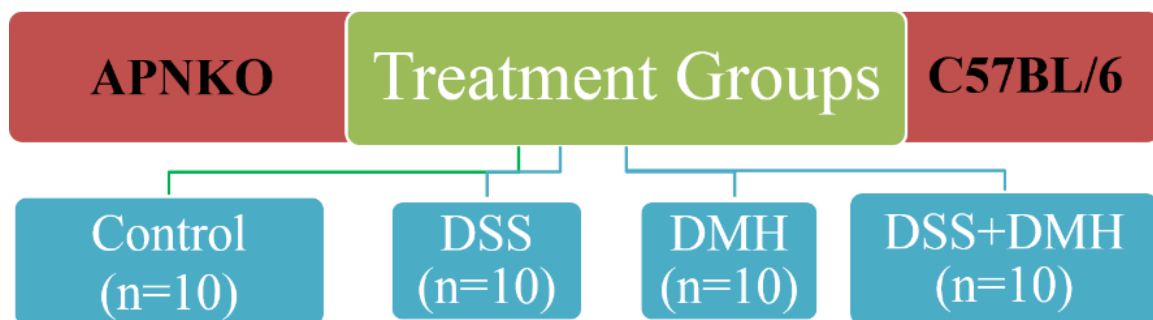 APNKO
Treatment Groups
C57BL/6
Control
(n=10)
DSS
(n=10)
DMH
(n=10)
DSS+DMH
(n=10)